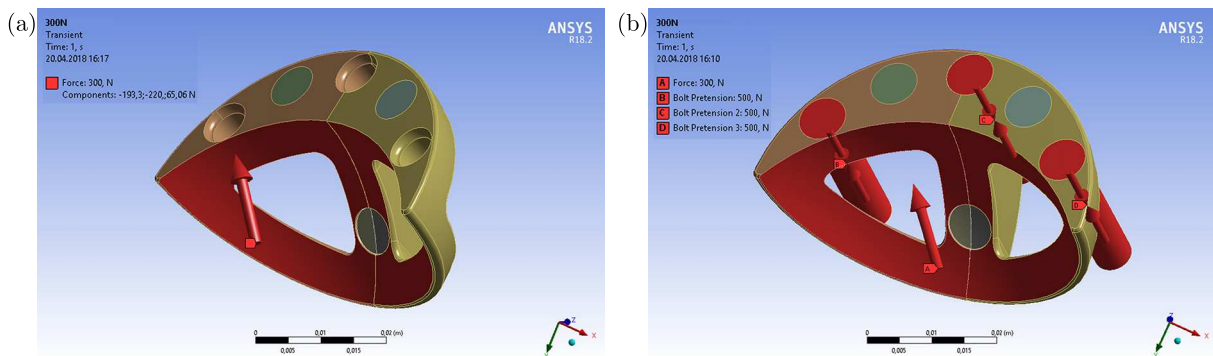 (a)
300N
Transient
Time: 1, s
20.04.2018 16:17
Force: 300, N
Components: -193,3;-220,;65,06 N
ANSYS
R18.2
0
0,01
0,02 (m)
0,005
0,015
Z
X
Y
(b)
300N
Transient
Time: 1, s
20.04.2018 16:10
A Force: 300, N
B Bolt Pretension: 500, N
C Bolt Pretension 2: 500, N
D Bolt Pretension 3: 500, N
ANSYS
R18.2
C
B
D
A
0
0,01
0,02 (m)
0,005
0,015
Z
X
Y